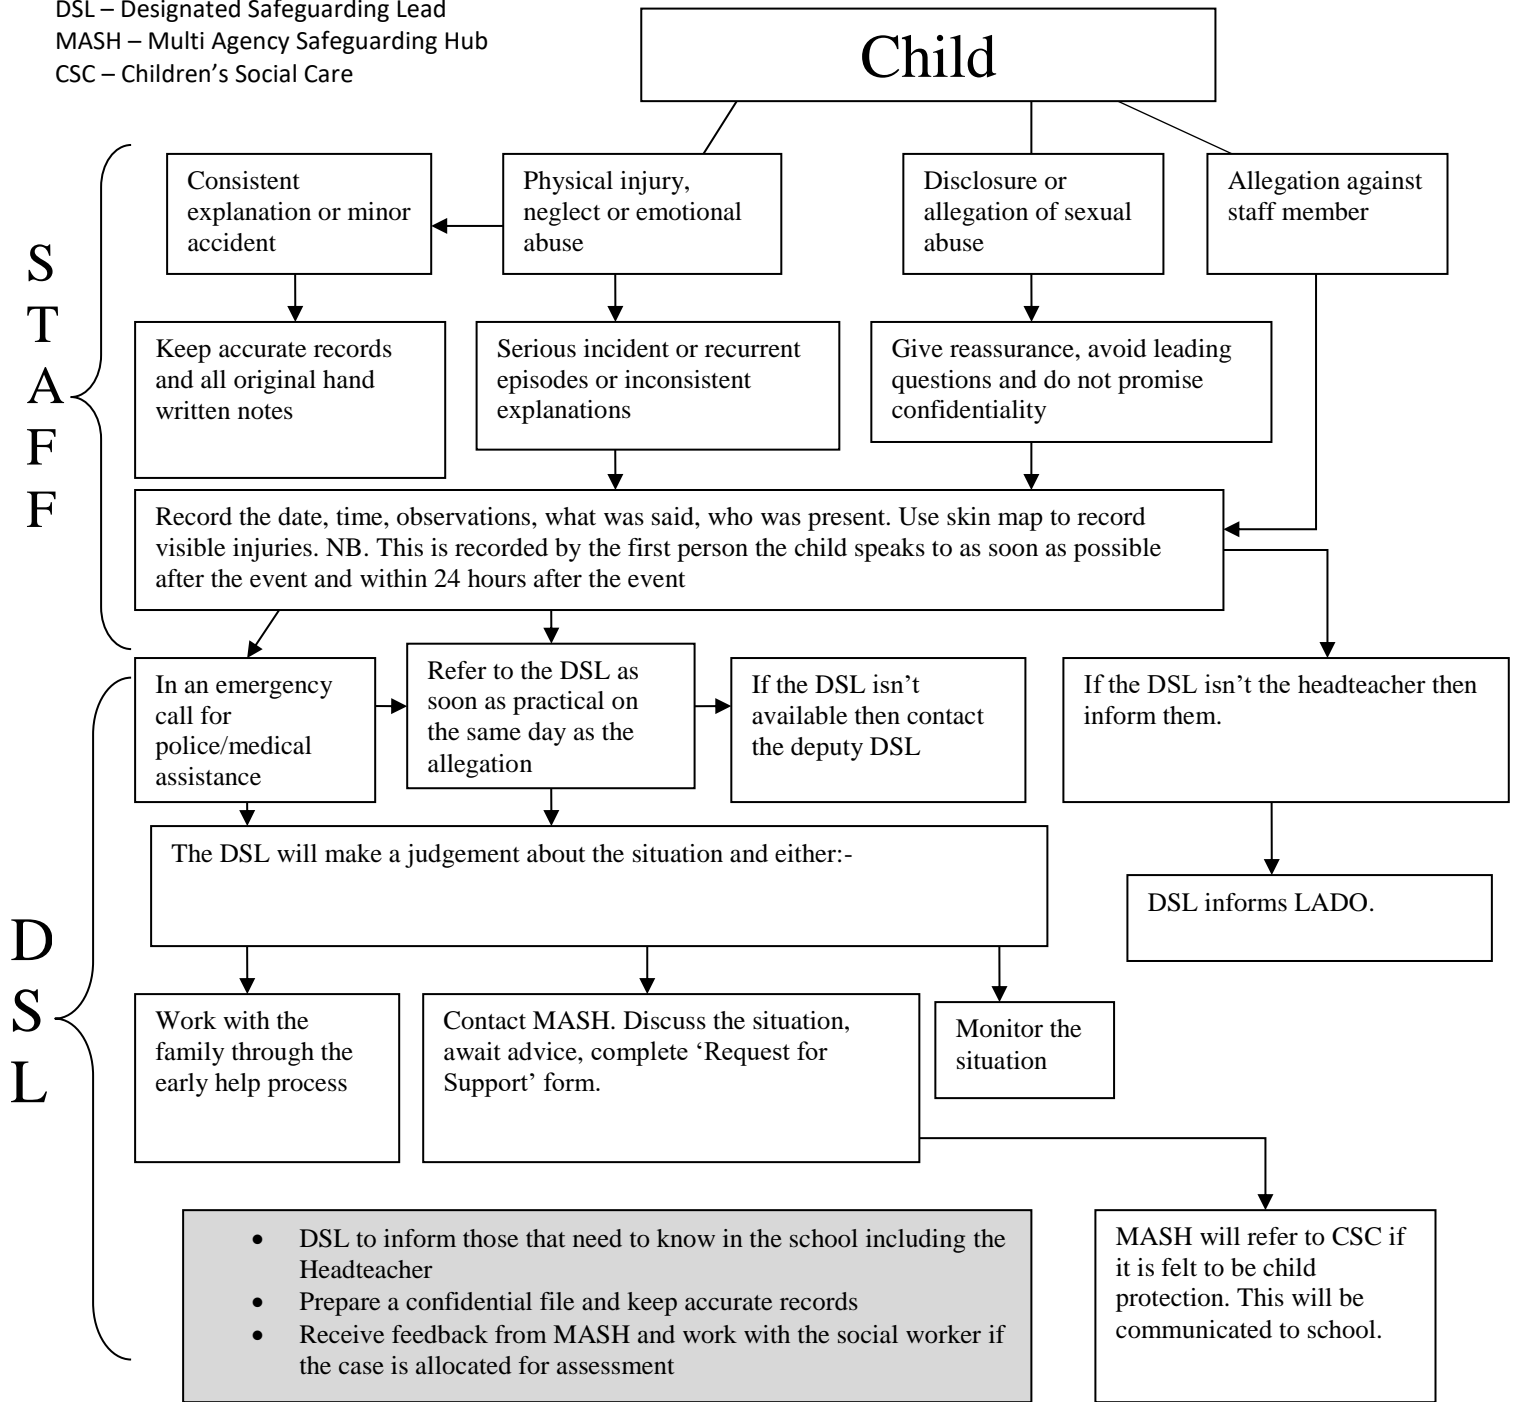 DSL – Designated Safeguarding Lead
MASH – Multi Agency Safeguarding Hub
CSC – Children’s Social Care
Child
Consistent
explanation or minor
accident
Physical injury,
neglect or emotional
abuse
Disclosure or
allegation of sexual
abuse
Allegation against
staff member
S
T
A
F
F
Keep accurate records
and all original hand
written notes
Serious incident or recurrent
episodes or inconsistent
explanations
Give reassurance, avoid leading
questions and do not promise
confidentiality
Record the date, time, observations, what was said, who was present. Use skin map to record
visible injuries. NB. This is recorded by the first person the child speaks to as soon as possible
after the event and within 24 hours after the event
In an emergency
call for
police/medical
assistance
Refer to the DSL as
soon as practical on
the same day as the
allegation
If the DSL isn’t
available then contact
the deputy DSL
If the DSL isn’t the headteacher then
inform them.
The DSL will make a judgement about the situation and either:-
DSL informs LADO.
D
S
L
Work with the
family through the
early help process
Contact MASH. Discuss the situation,
await advice, complete ‘Request for
Support’ form.
Monitor the
situation
• DSL to inform those that need to know in the school including the
Headteacher
• Prepare a confidential file and keep accurate records
• Receive feedback from MASH and work with the social worker if
the case is allocated for assessment
MASH will refer to CSC if
it is felt to be child
protection. This will be
communicated to school.